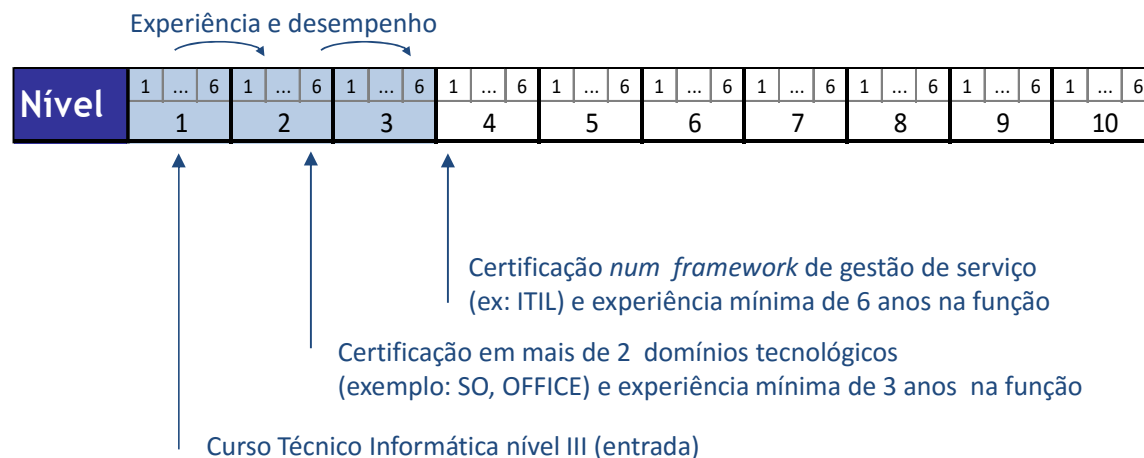 Experiência e desempenho
Nível
1 ... 6 1 ... 6 1 ... 6 1 ... 6 1 ... 6 1 ... 6 1 ... 6 1 ... 6 1 ... 6 1 ... 6
1 2 3 4 5 6 7 8 9 10
Certificação num framework de gestão de serviço
(ex: ITIL) e experiência mínima de 6 anos na função
Certificação em mais de 2 domínios tecnológicos
(exemplo: SO, OFFICE) e experiência mínima de 3 anos na função
Curso Técnico Informática nível III (entrada)